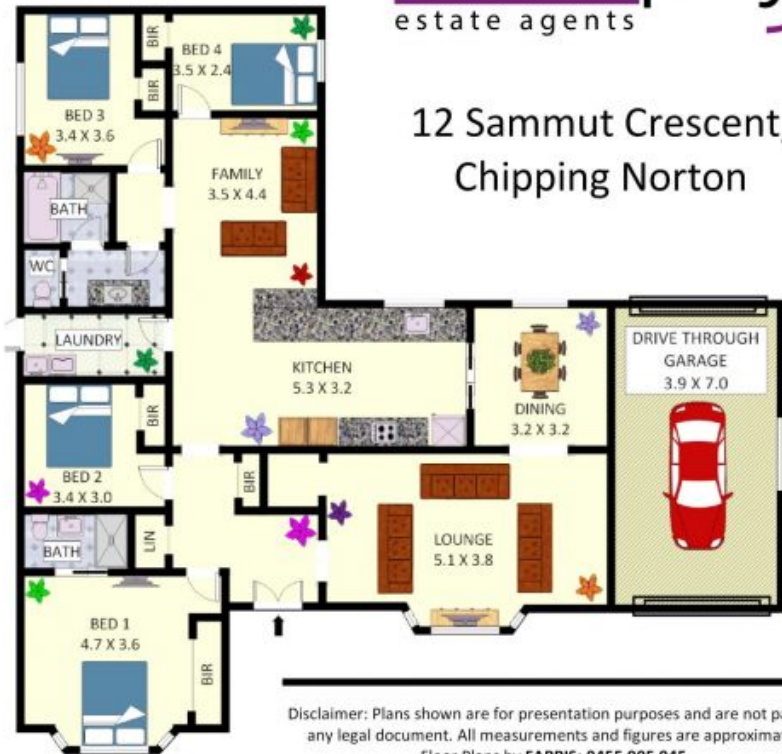 estate agents
12 Sammut Crescent,
Chipping Norton
BIR
BED 4
3.5 X 2.4
BIR
BED 3
3.4 X 3.6
FAMILY
3.5 X 4.4
BATH
WC
LAUNDRY
KITCHEN
5.3 X 3.2
DRIVE THROUGH
GARAGE
3.9 X 7.0
DINING
3.2 X 3.2
BIR
BED 2
3.4 X 3.0
BIR
LOUNGE
5.1 X 3.8
BATH
LIN
BED 1
4.7 X 3.6
BIR
Disclaimer: Plans shown are for presentation purposes and are not
any legal document. All measurements and figures are